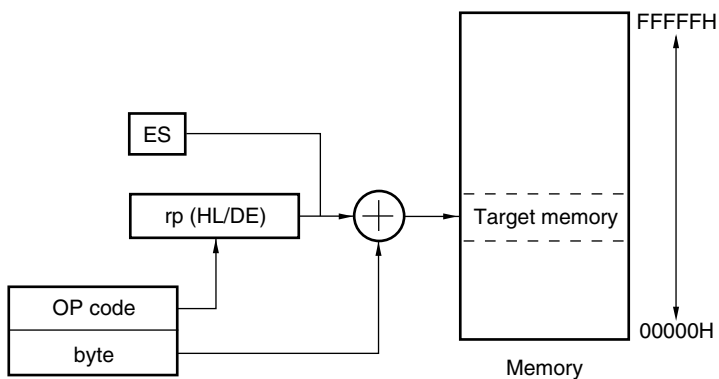 FFFFFH
ES
rp (HL/DE)
Target memory
OP code
byte
00000H
Memory